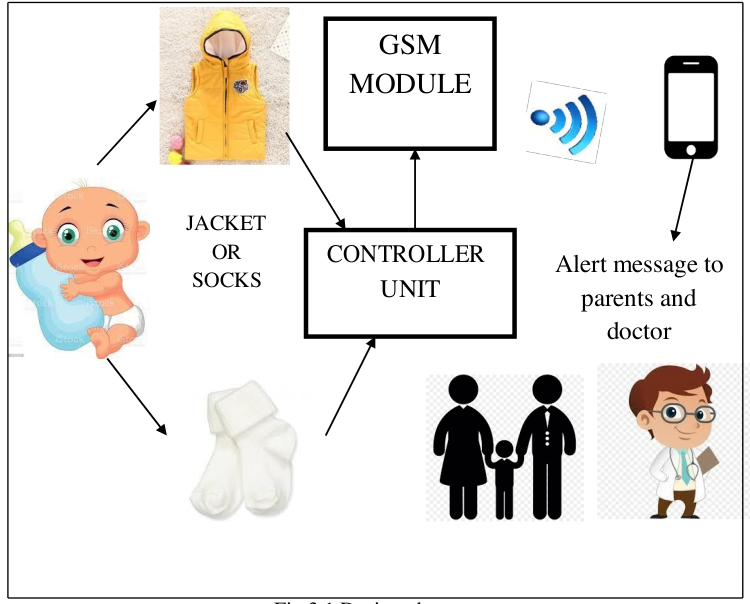 GSM
MODULE
JACKET
OR
SOCKS
CONTROLLER
UNIT
Alert message to
parents and
doctor